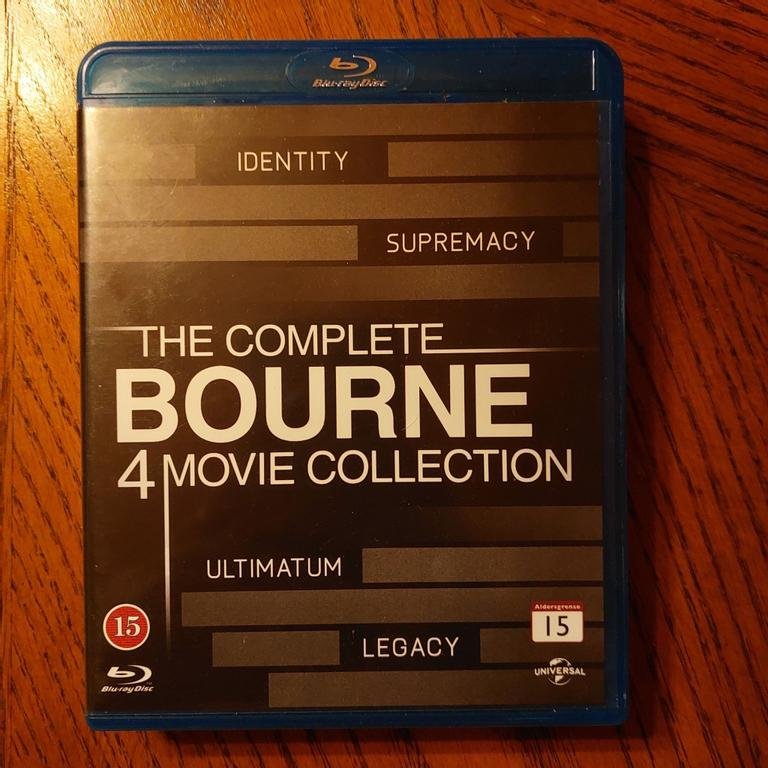 Blu-ray Disc
IDENTITY
SUPREMACY
THE COMPLETE
BOURNE
4 MOVIE COLLECTION
ULTIMATUM
15
Aldersgrense
15
LEGACY
Blu-ray Disc
UNIVERSAL